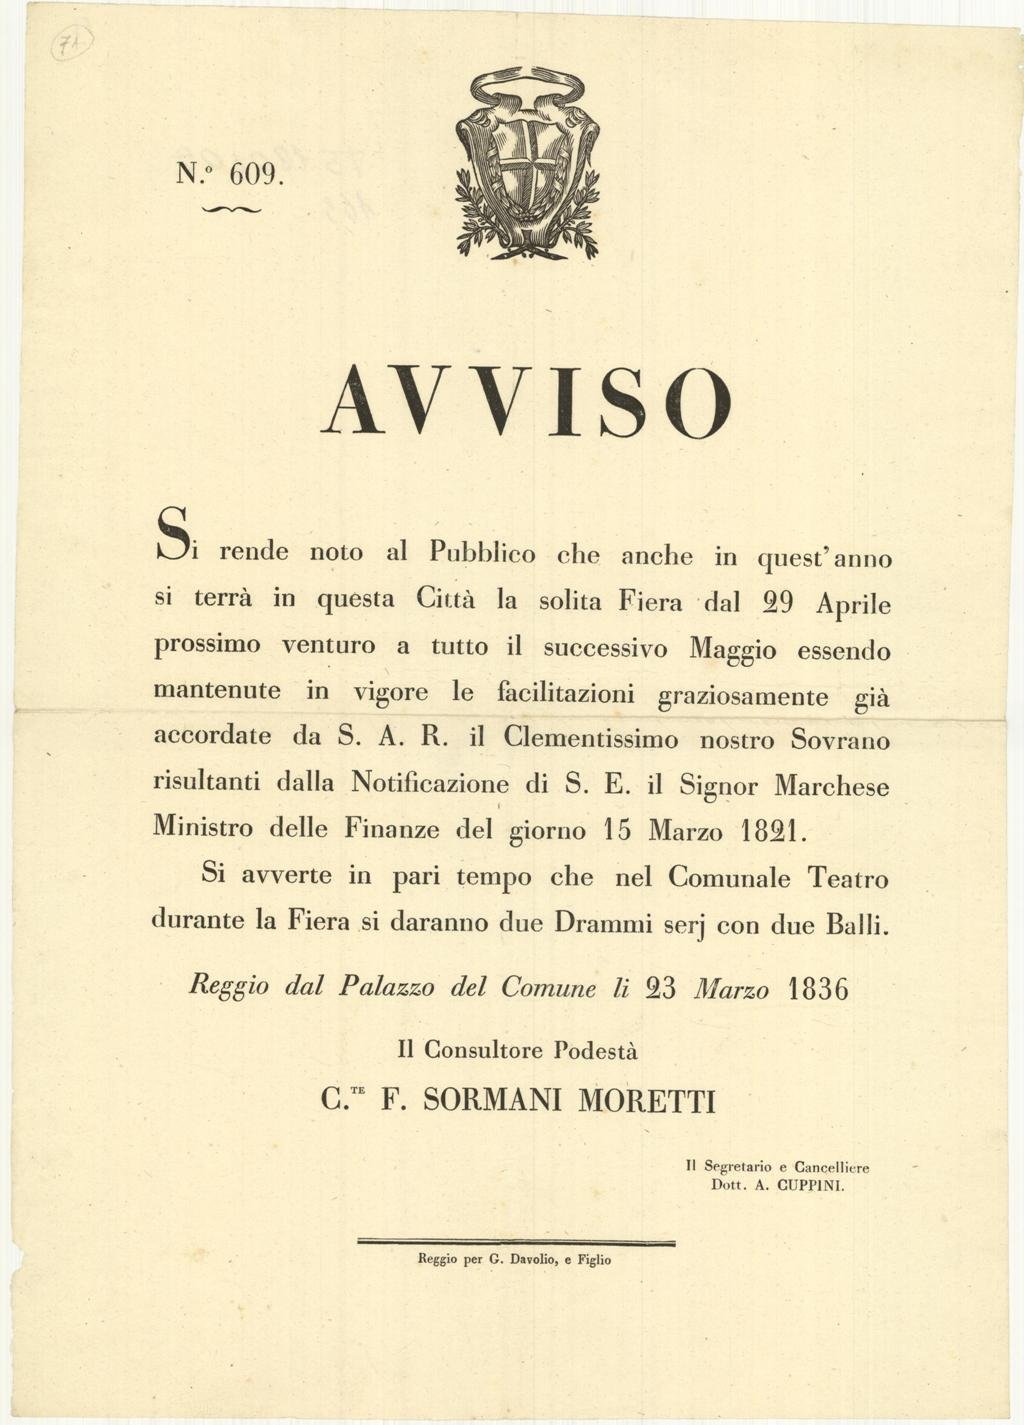 71
N.º 609.
AVVISO
Si rende noto al Pubblico che anche in quest'anno
si terrà in questa Città la solita Fiera dal 29 Aprile
prossimo venturo a tutto il successivo Maggio essendo
mantenute in vigore le facilitazioni graziosamente già
accordate da S. A. R. il Clementissimo nostro Sovrano
risultanti dalla Notificazione di S. E. il Signor Marchese
Ministro delle Finanze del giorno 15 Marzo 1821.
Si avverte in pari tempo che nel Comunale Teatro
durante la Fiera si daranno due Drammi serj con due Balli.
Reggio dal Palazzo del Comune li 23 Marzo 1836
Il Consultore Podestà
C.TE F. SORMANI MORETTI
Il Segretario e Cancelliere
Dott. A. CUPPINI.
Reggio per G. Davolio, e Figlio